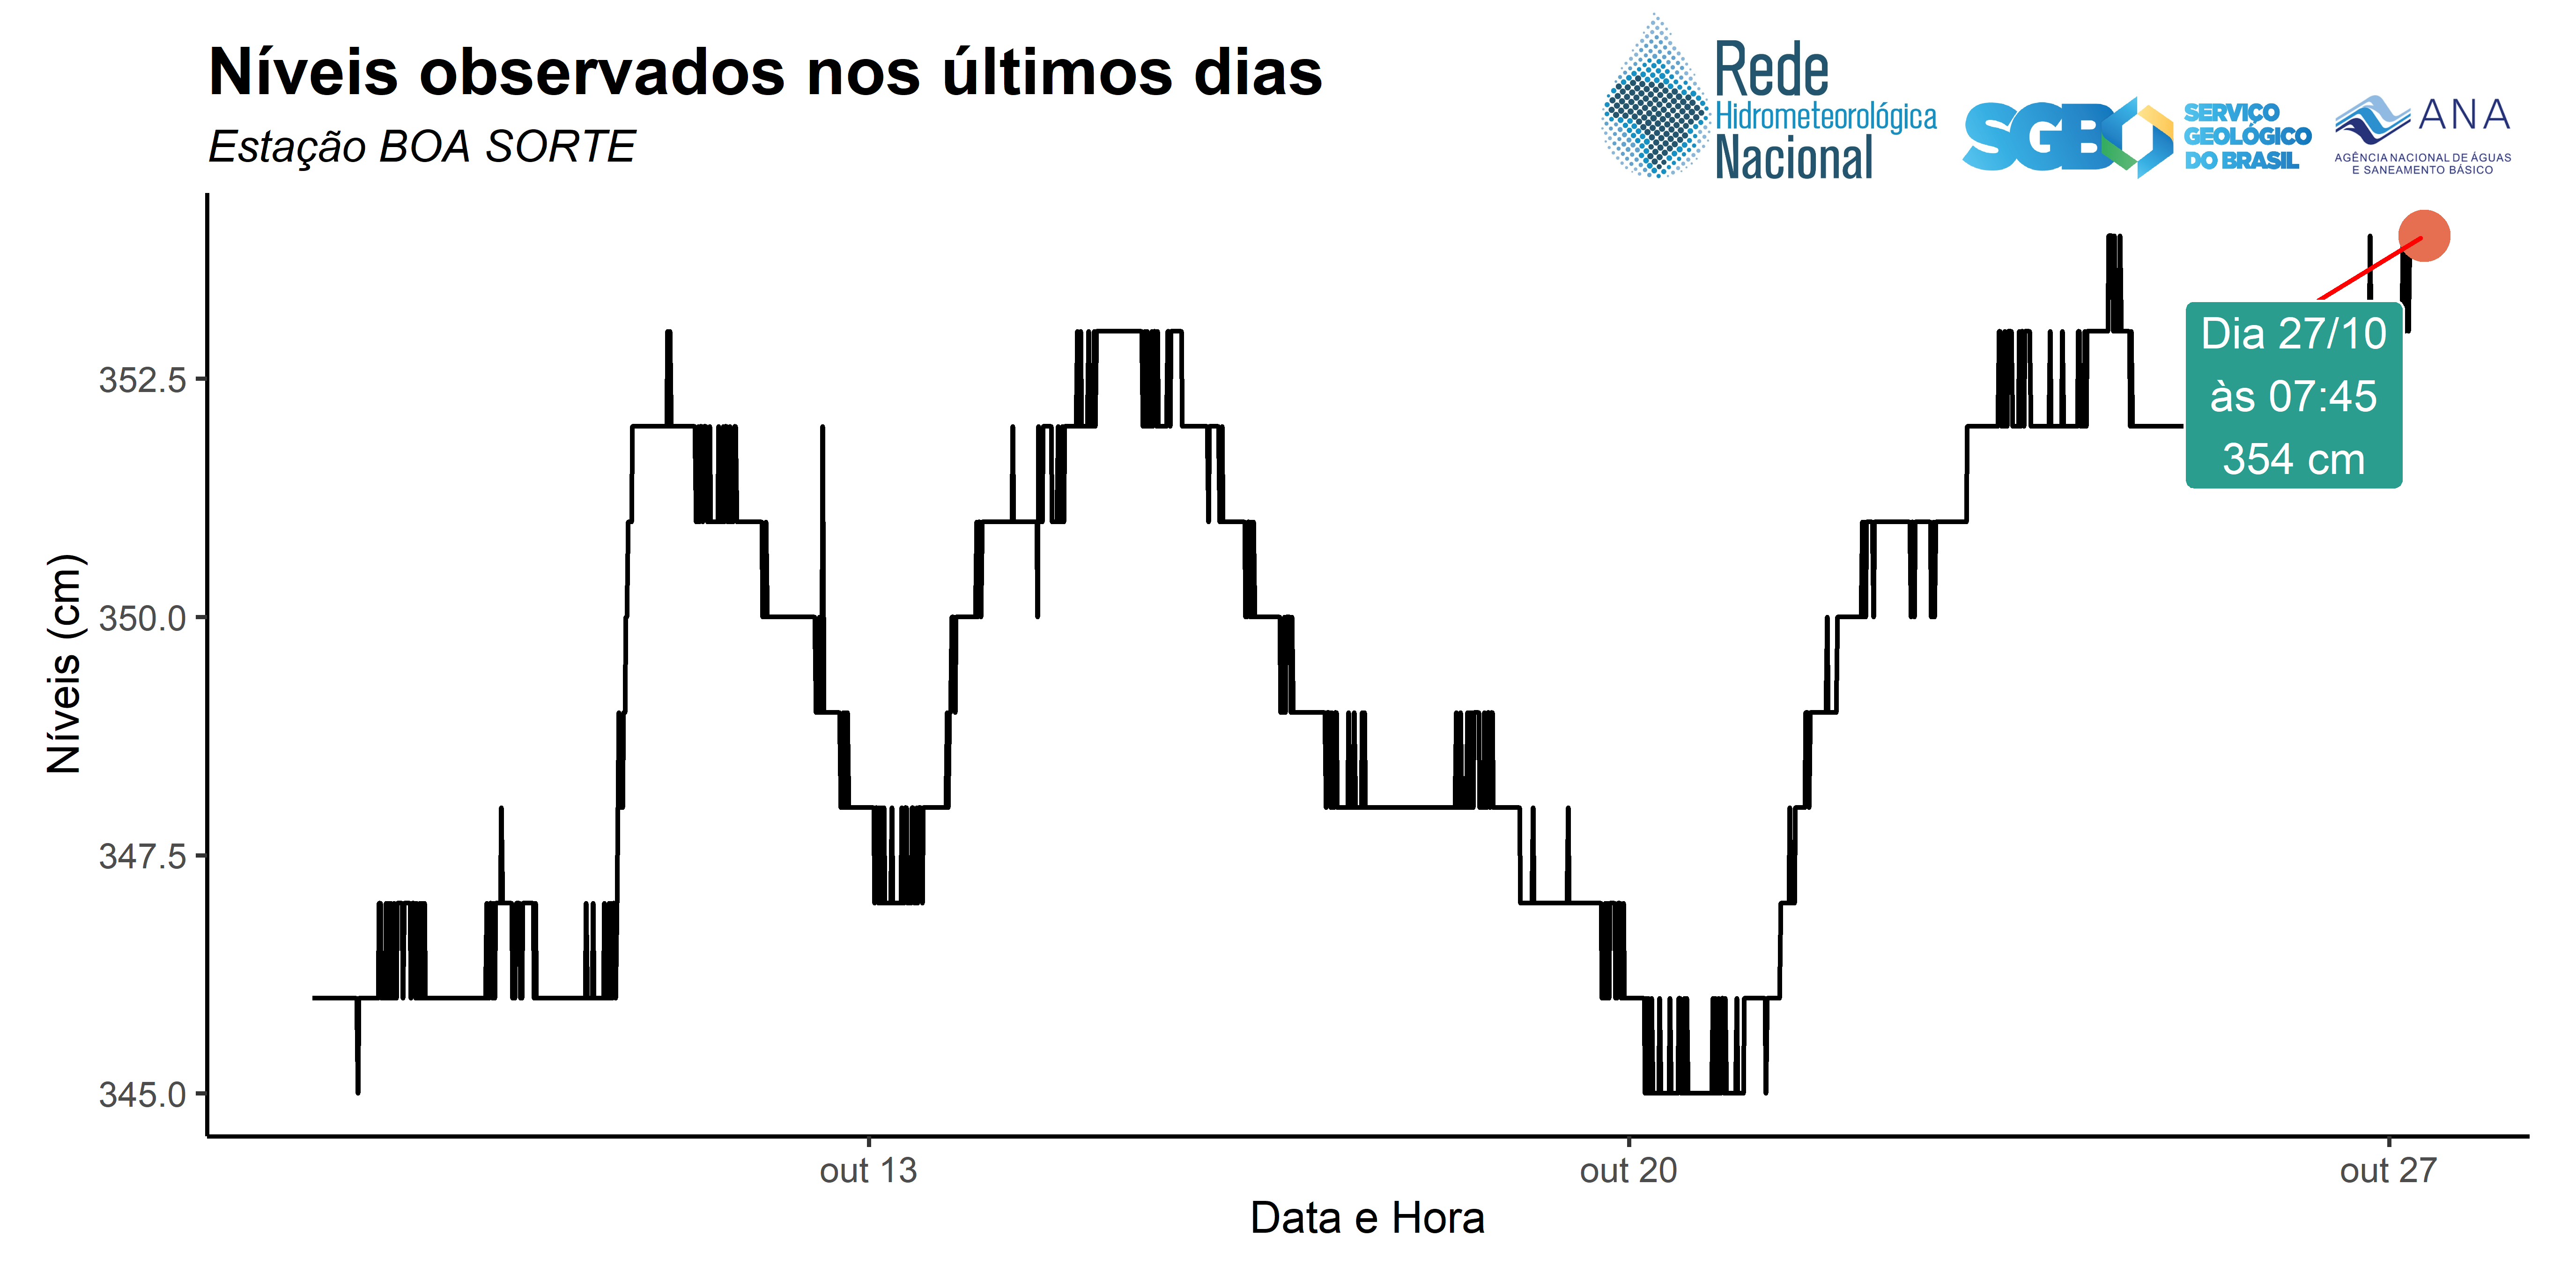 Níveis observados nos últimos dias
Estação BOA SORTE
Rede
Hidrometeorológica
Nacional
SGB
SERVIÇO
GEOLÓGICO
DO BRASIL
ANA
AGÊNCIA NACIONAL DE ÁGUAS
E SANEAMENTO BÁSICO
Níveis (cm)
352.5
350.0
347.5
345.0
Dia 27/10
às 07:45
354 cm
out 13
out 20
out 27
Data e Hora